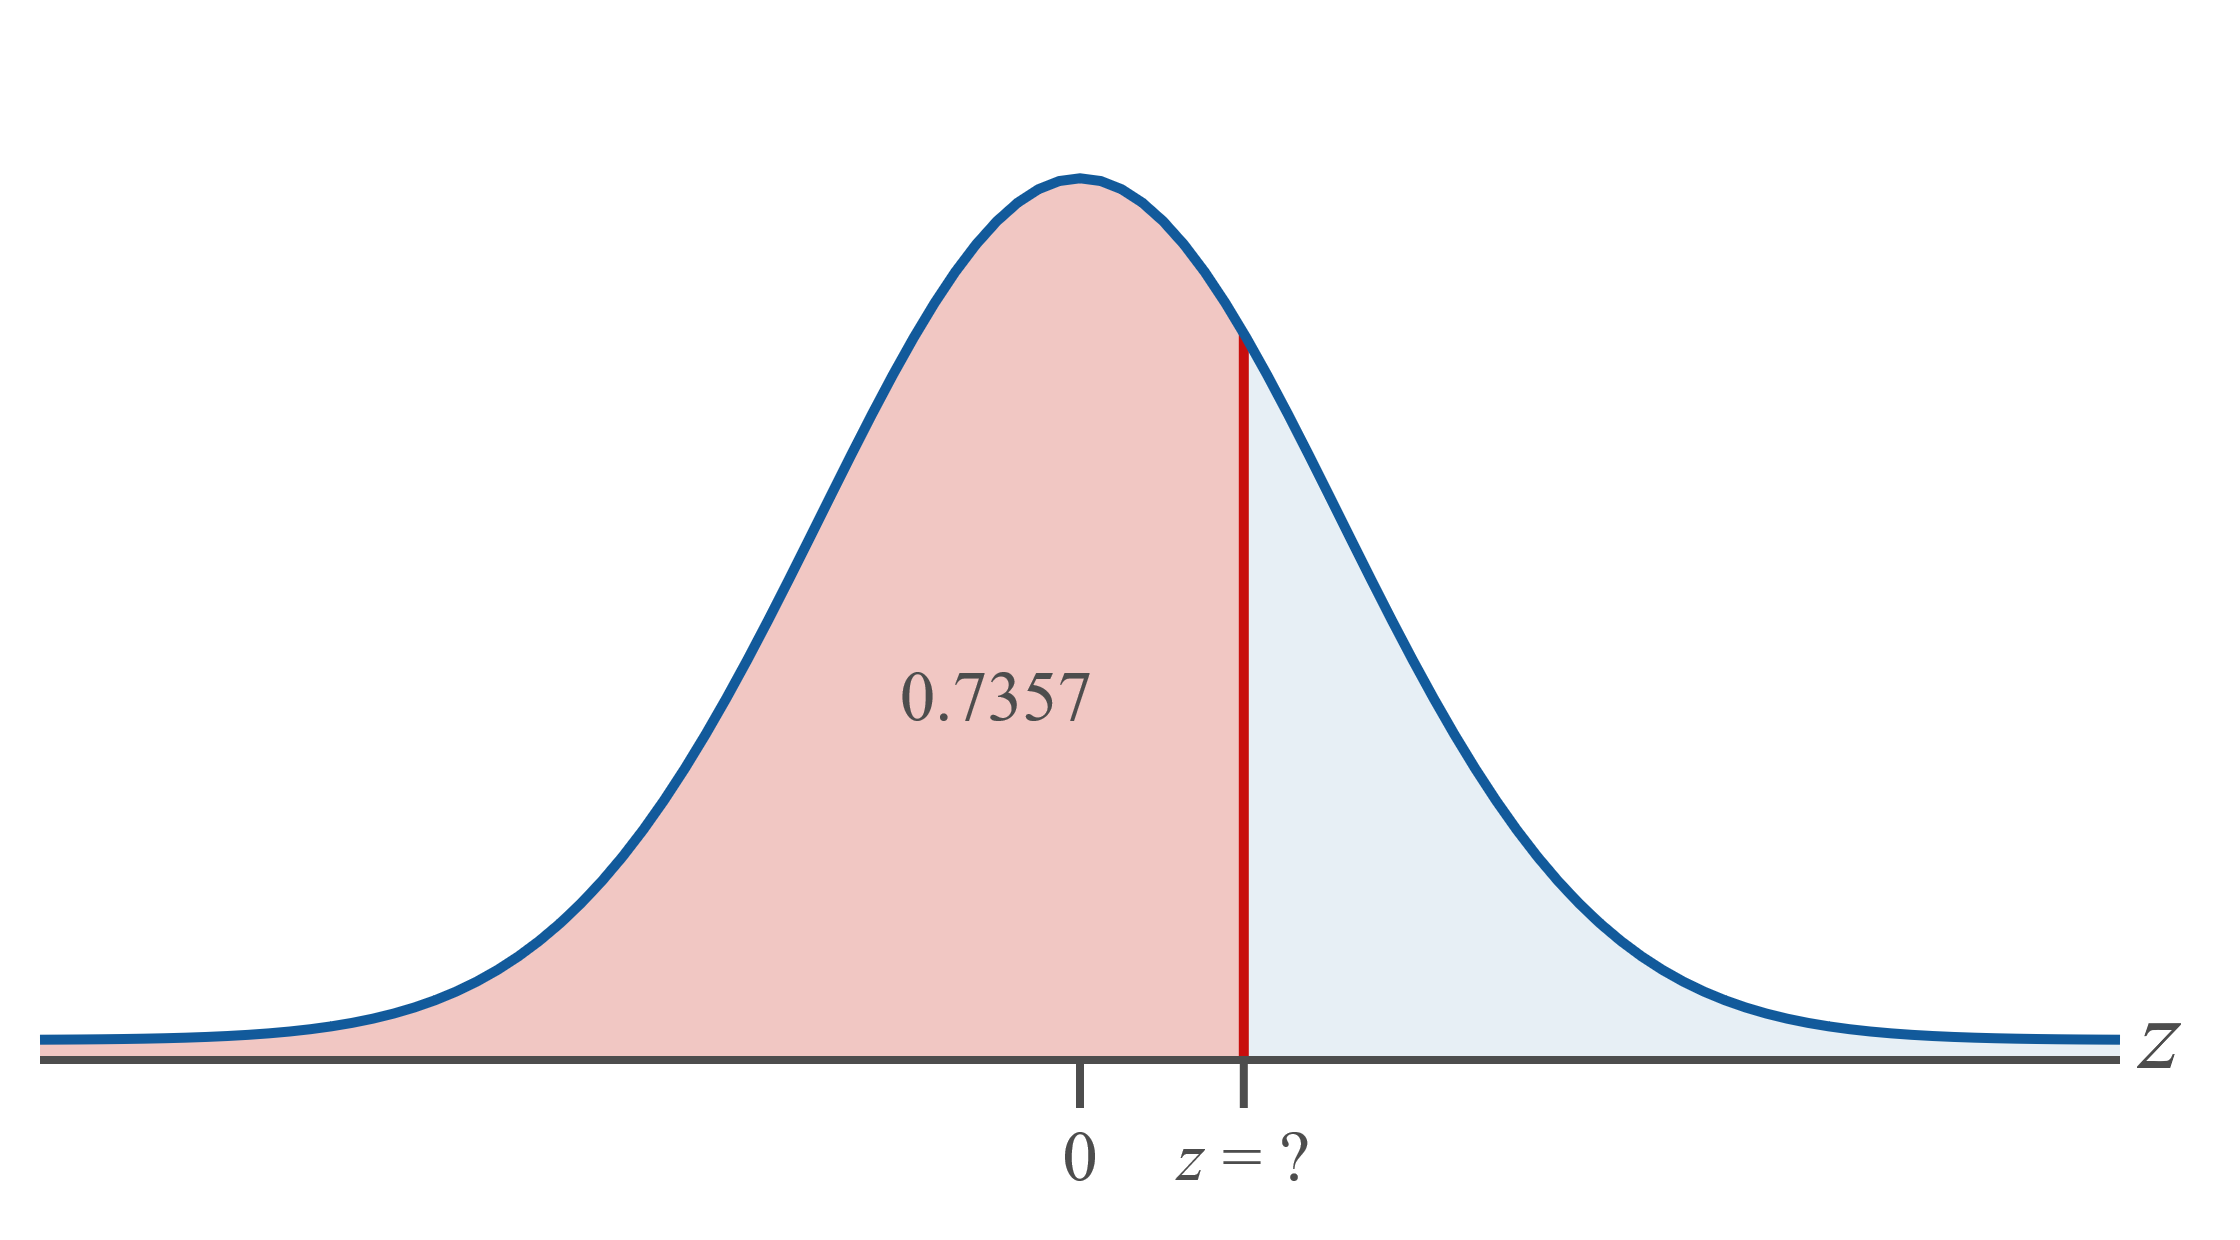 0.7357
z
0
z = ?